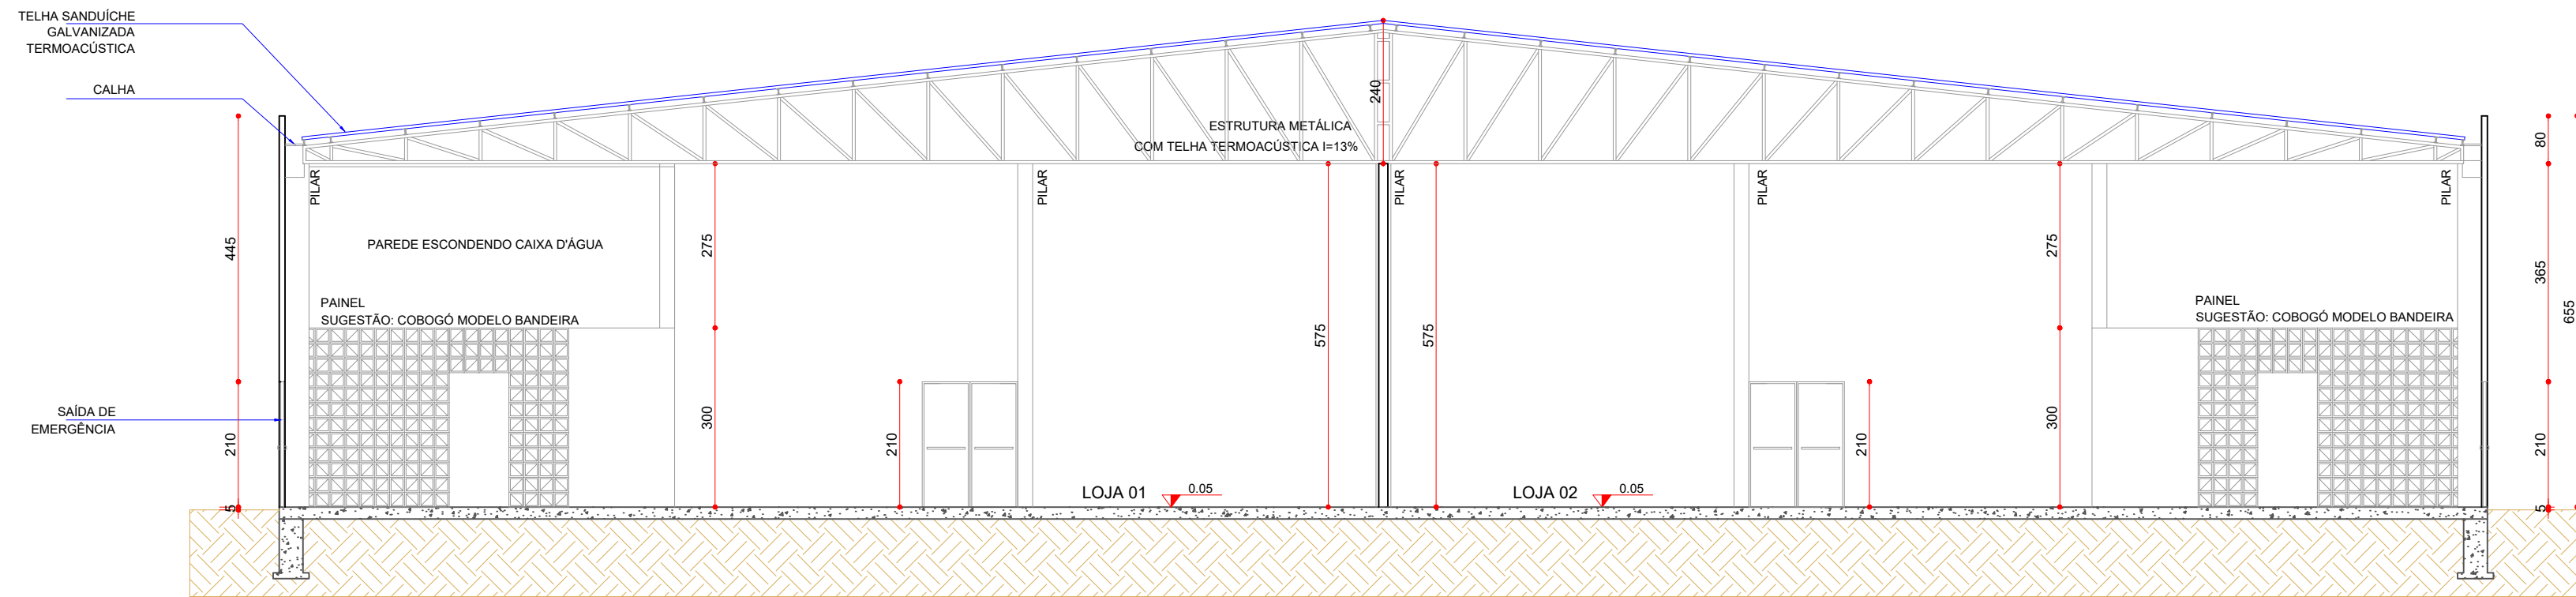 TELHA SANDUÍCHE
GALVANIZADA
TERMOACÚSTICA
CALHA
240
ESTRUTURA METÁLICA
COM TELHA TERMOACÚSTICA I=13%
80
PILAR
PILAR
PILAR
PILAR
PILAR
445
PAREDE ESCONDENDO CAIXA D'ÁGUA
275
275
365
655
PAINEL
SUGESTÃO: COBOGÓ MODELO BANDEIRA
575
575
PAINEL
SUGESTÃO: COBOGÓ MODELO BANDEIRA
SAÍDA DE
EMERGÊNCIA
210
300
210
210
300
210
LOJA 01
0.05
LOJA 02
0.05
5
5